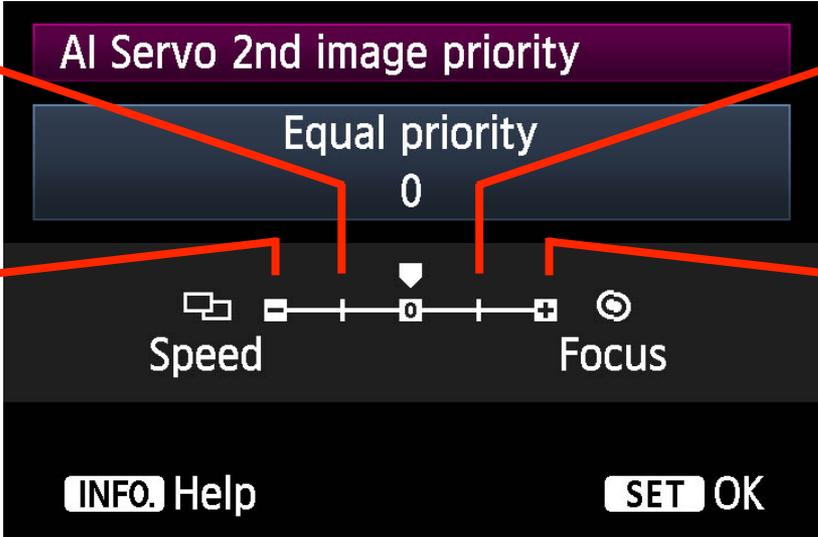 AI Servo 2nd image priority
Equal priority
0
- 0 +
Speed Focus
INFO. Help SET OK